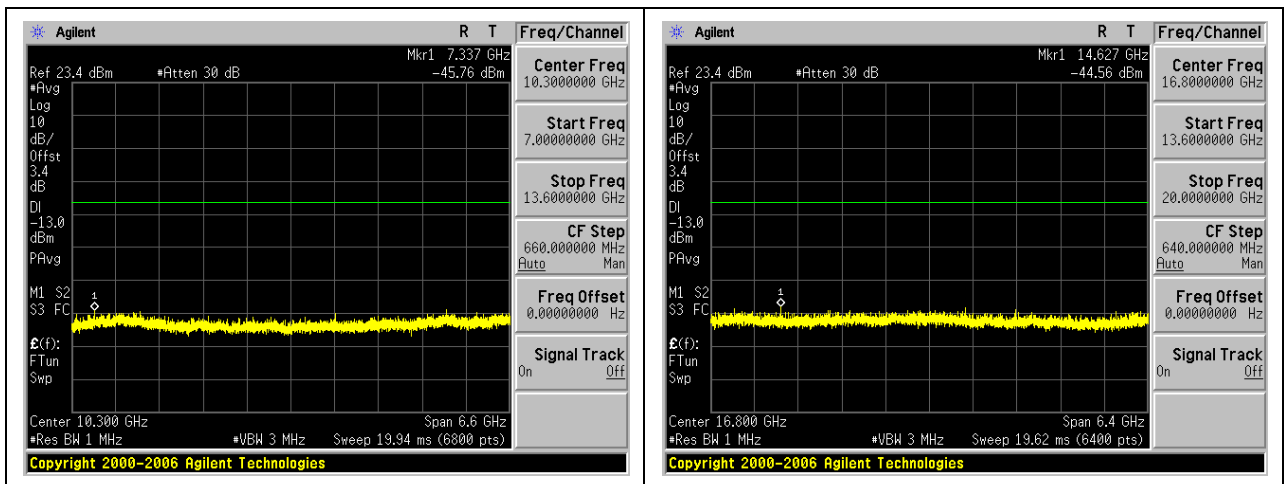 Agilent R T Freq/Channel
Mkr1 7.337 GHz
Ref 23.4 dBm #Atten 30 dB -45.76 dBm
#Avg
Log
10
dB/
Offst
3.4
dB
DI
-13.0
dBm
PAvg
M1 S2
S3 FC
£(f):
FTun
Swp
1
Center 10.300 GHz Span 6.6 GHz
#Res BW 1 MHz #VBW 3 MHz Sweep 19.94 ms (6800 pts)
Copyright 2000-2006 Agilent Technologies
Center Freq
10.3000000 GHz
Start Freq
7.00000000 GHz
Stop Freq
13.6000000 GHz
CF Step
660.000000 MHz
Auto Man
Freq Offset
0.00000000 Hz
Signal Track
On Off
Agilent R T Freq/Channel
Mkr1 14.627 GHz
Ref 23.4 dBm #Atten 30 dB -44.56 dBm
#Avg
Log
10
dB/
Offst
3.4
dB
DI
-13.0
dBm
PAvg
M1 S2
S3 FC
£(f):
FTun
Swp
1
Center 16.800 GHz Span 6.4 GHz
#Res BW 1 MHz #VBW 3 MHz Sweep 19.62 ms (6400 pts)
Copyright 2000-2006 Agilent Technologies
Center Freq
16.8000000 GHz
Start Freq
13.6000000 GHz
Stop Freq
20.0000000 GHz
CF Step
640.000000 MHz
Auto Man
Freq Offset
0.00000000 Hz
Signal Track
On Off